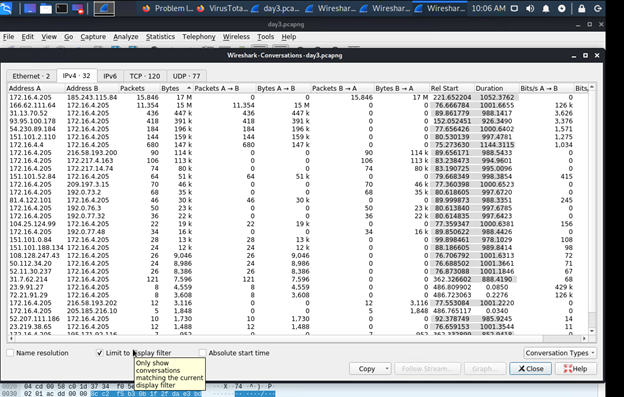 Problem l...
VirusTota...
day3.pcap...
Wireshar...
Wireshar...
Wireshar...
10:06 AM
day3.pcapng
File Edit View Go Capture Analyze Statistics Telephony Wireless Tools Help
Wireshark · Conversations · day3.pcapng
Ethernet · 2 IPv4 · 32 IPv6 TCP · 120 UDP · 77
Address A Address B Packets Bytes Packets A → B Bytes A → B Packets B → A Bytes B → A Rel Start Duration Bits/s A → B Bits,
172.16.4.205 185.243.115.84 15,846 17 M 0 0 15,846 17 M 221.652204 1052.3762 0
166.62.111.64 172.16.4.205 11,354 15 M 11,354 15 M 0 0 76.666784 1001.6655 126 k
31.13.70.52 172.16.4.205 436 447 k 436 447 k 0 0 89.861779 988.1417 3,626
93.95.100.178 172.16.4.205 418 391 k 418 391 k 0 0 152.052451 926.3490 3,376
54.230.89.184 172.16.4.205 184 196 k 184 196 k 0 0 77.656426 1000.6402 1,571
151.101.2.110 172.16.4.205 144 159 k 144 159 k 0 0 80.530139 997.4781 1,275
172.16.4.4 172.16.4.205 680 147 k 680 147 k 0 0 75.273630 1144.3115 1,034
172.16.4.205 216.58.193.200 90 114 k 0 0 90 114 k 89.656171 988.5433 0
172.16.4.205 172.217.4.163 106 113 k 0 0 106 113 k 83.238473 994.9601 0
172.16.4.205 172.217.14.74 74 80 k 0 0 74 80 k 83.190725 995.0096 0
151.101.52.84 172.16.4.205 64 51 k 64 51 k 0 0 79.668349 998.3854 415
172.16.4.205 209.197.3.15 70 46 k 0 0 70 46 k 77.360398 1000.6523 0
172.16.4.205 192.0.73.2 68 35 k 0 0 68 35 k 80.618605 997.6720 0
81.4.122.101 172.16.4.205 46 30 k 46 30 k 0 0 89.999873 988.3351 245
172.16.4.205 192.0.76.3 50 23 k 0 0 50 23 k 80.613840 997.6785 0
172.16.4.205 192.0.77.32 36 22 k 0 0 36 22 k 80.614835 997.6423 0
104.25.124.99 172.16.4.205 22 19 k 22 19 k 0 0 77.359347 1000.6381 156
172.16.4.205 192.0.77.48 34 16 k 0 0 34 16 k 89.850622 988.4426 0
151.101.0.84 172.16.4.205 28 13 k 28 13 k 0 0 99.898461 978.1029 108
151.101.188.134 172.16.4.205 24 12 k 24 12 k 0 0 88.186609 989.8414 98
108.128.247.43 172.16.4.205 26 9,046 26 9,046 0 0 76.706792 1001.6313 72
50.112.34.20 172.16.4.205 24 8,986 24 8,986 0 0 76.688502 1001.3661 71
52.11.30.237 172.16.4.205 26 8,386 26 8,386 0 0 76.873088 1001.1846 67
31.7.62.214 172.16.4.205 121 7,596 121 7,596 0 0 362.326602 888.4190 68
23.9.91.27 172.16.4.205 8 4,559 8 4,559 0 0 486.809902 0.0850 429 k
72.21.91.29 172.16.4.205 8 3,608 8 3,608 0 0 486.722063 0.2276 126 k
172.16.4.205 216.58.193.202 12 3,116 0 0 12 3,116 77.553084 1001.2220 0
172.16.4.205 205.185.216.10 5 1,848 0 0 5 1,848 486.765117 0.0340 0
52.207.111.186 172.16.4.205 10 1,827 10 1,827 0 0 92.378749 985.9245 14
23.219.38.65 172.16.4.205 12 1,488 12 1,488 0 0 76.659153 1001.3544 11
Name resolution Limit to display filter Absolute start time Conversation Types
Only show
conversations
matching the current
display filter
Copy Follow Stream... Graph... Close Help